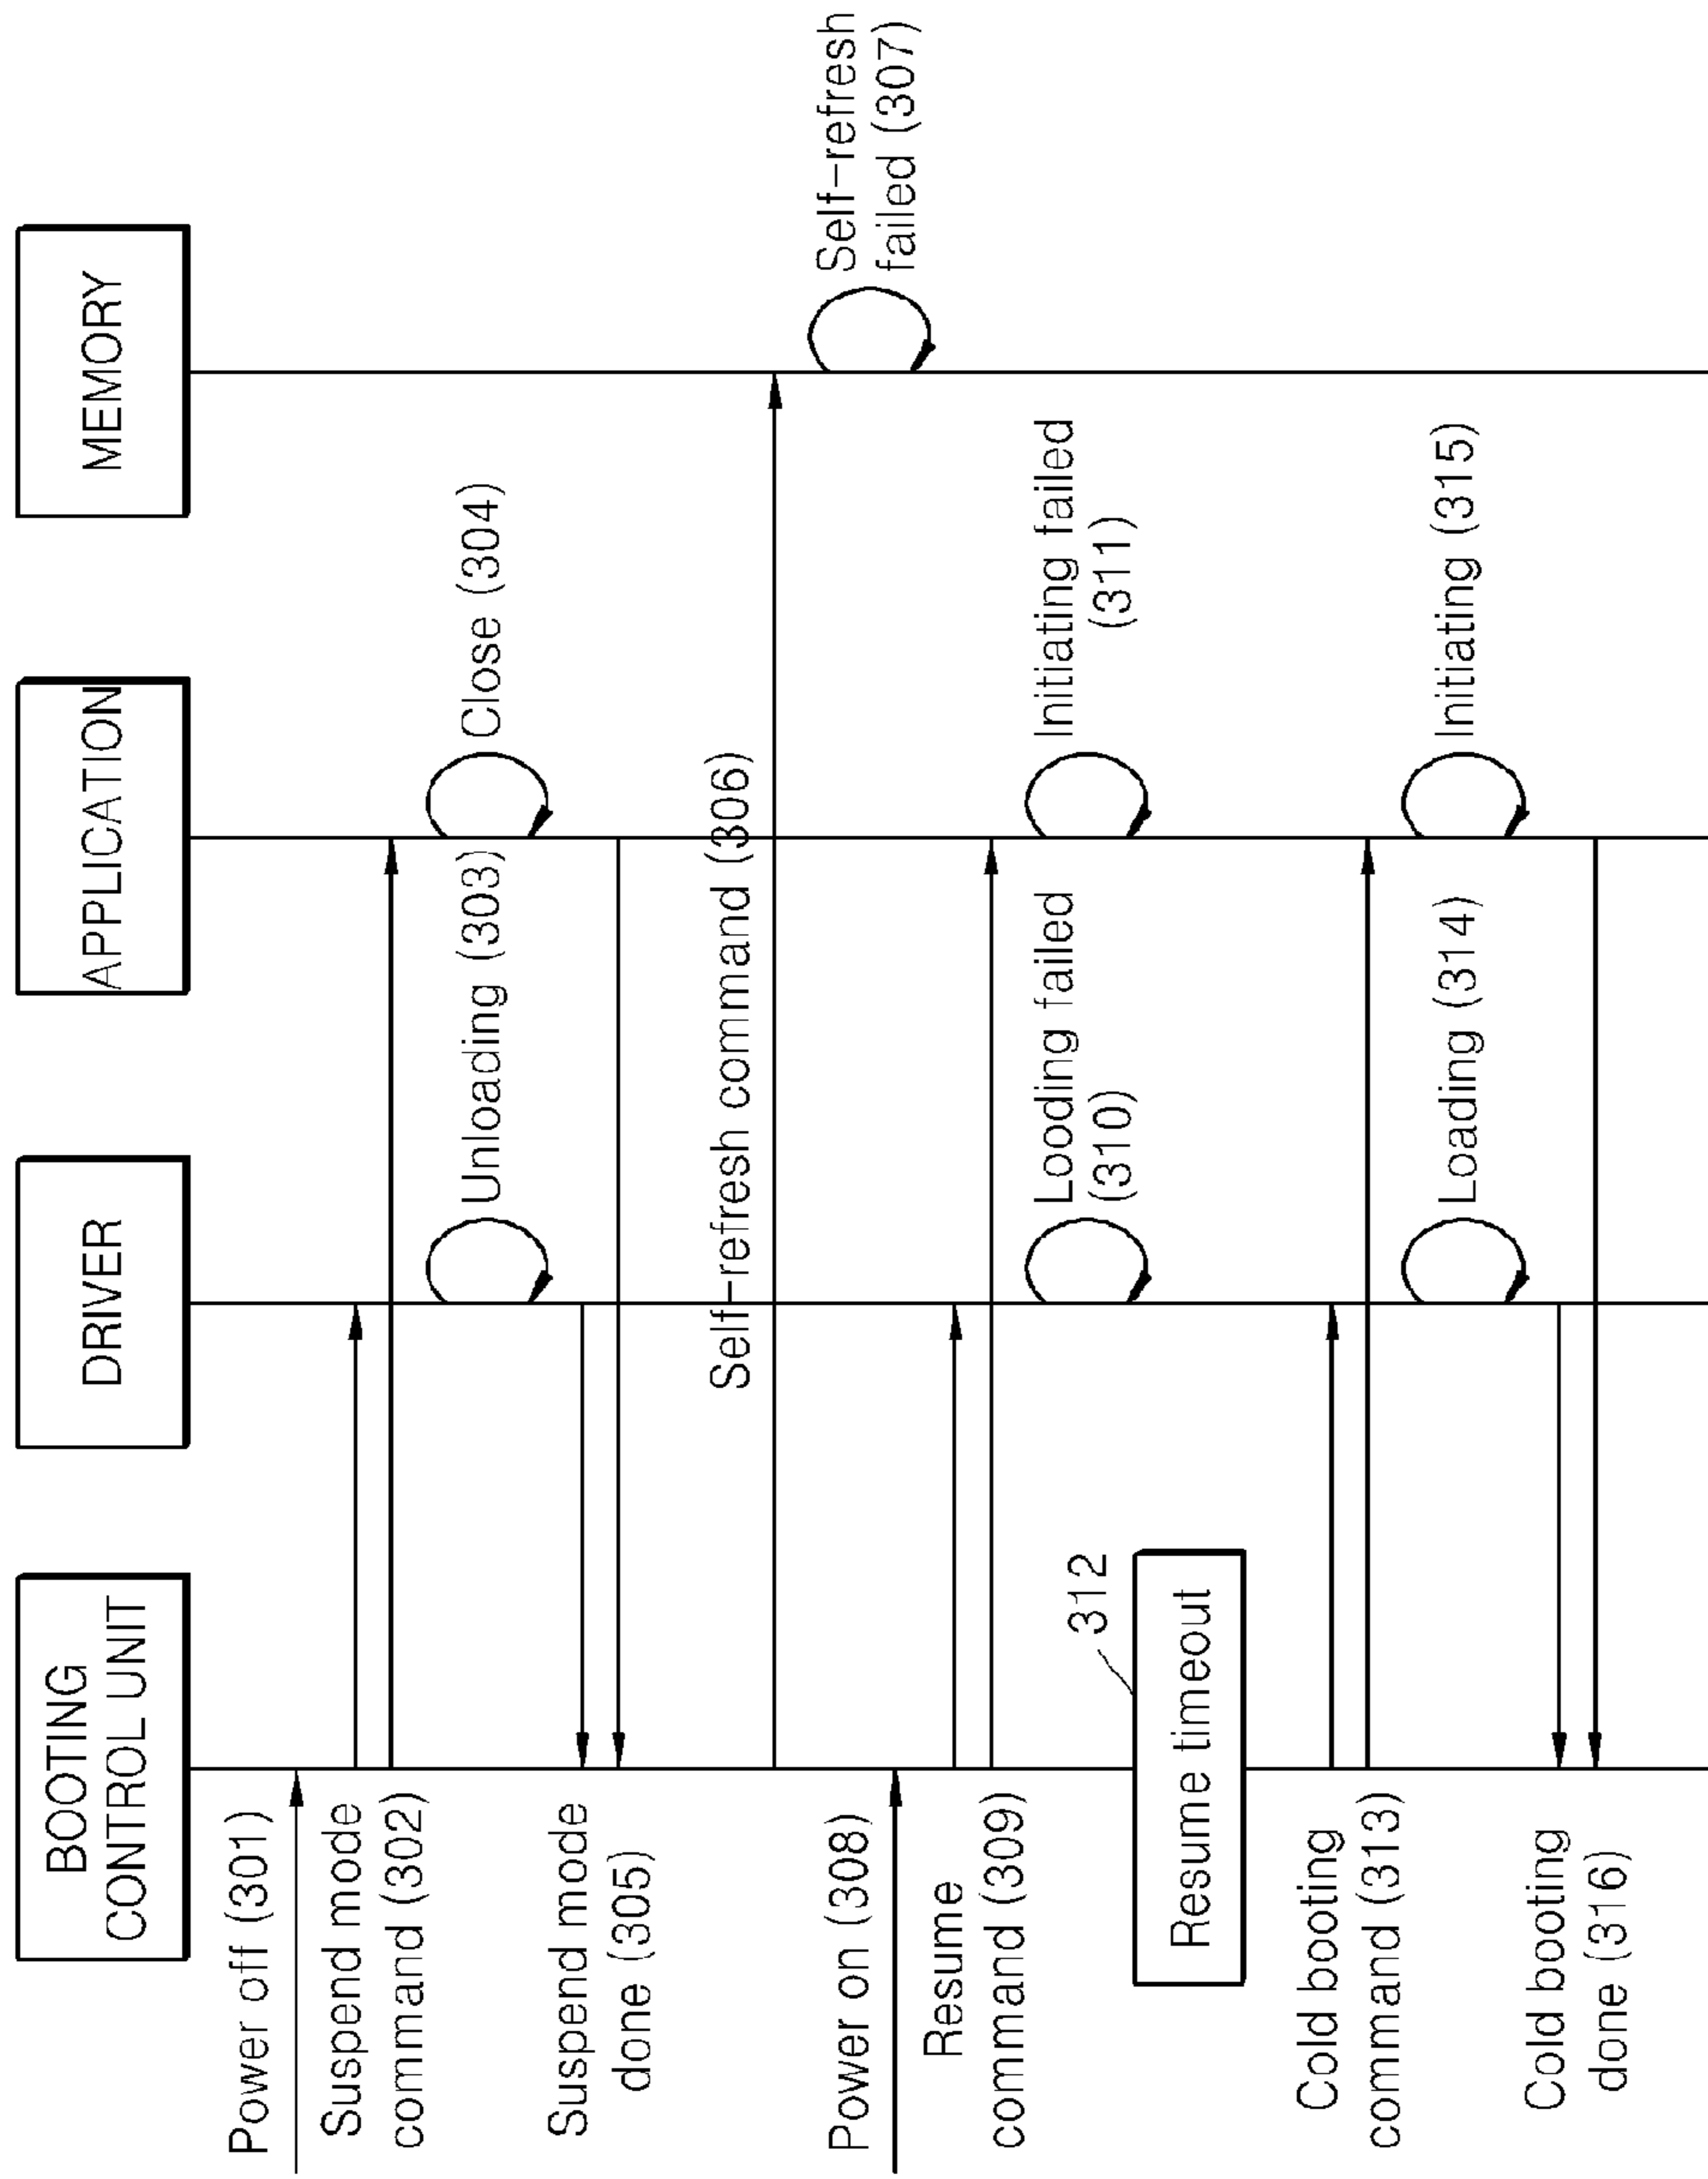 BOOTING
CONTROL UNIT
DRIVER
APPLICATION
MEMORY
Power off (301)
Suspend mode
command (302)
Unloading (303)
Close (304)
Suspend mode
done (305)
Self-refresh command (306)
Self-refresh
failed (307)
Power on (308)
Resume
command (309)
Looding failed
(310)
Initiating failed
(311)
312
Resume timeout
Cold booting
command (313)
Loading (314)
Initiating (315)
Cold booting
done (316)